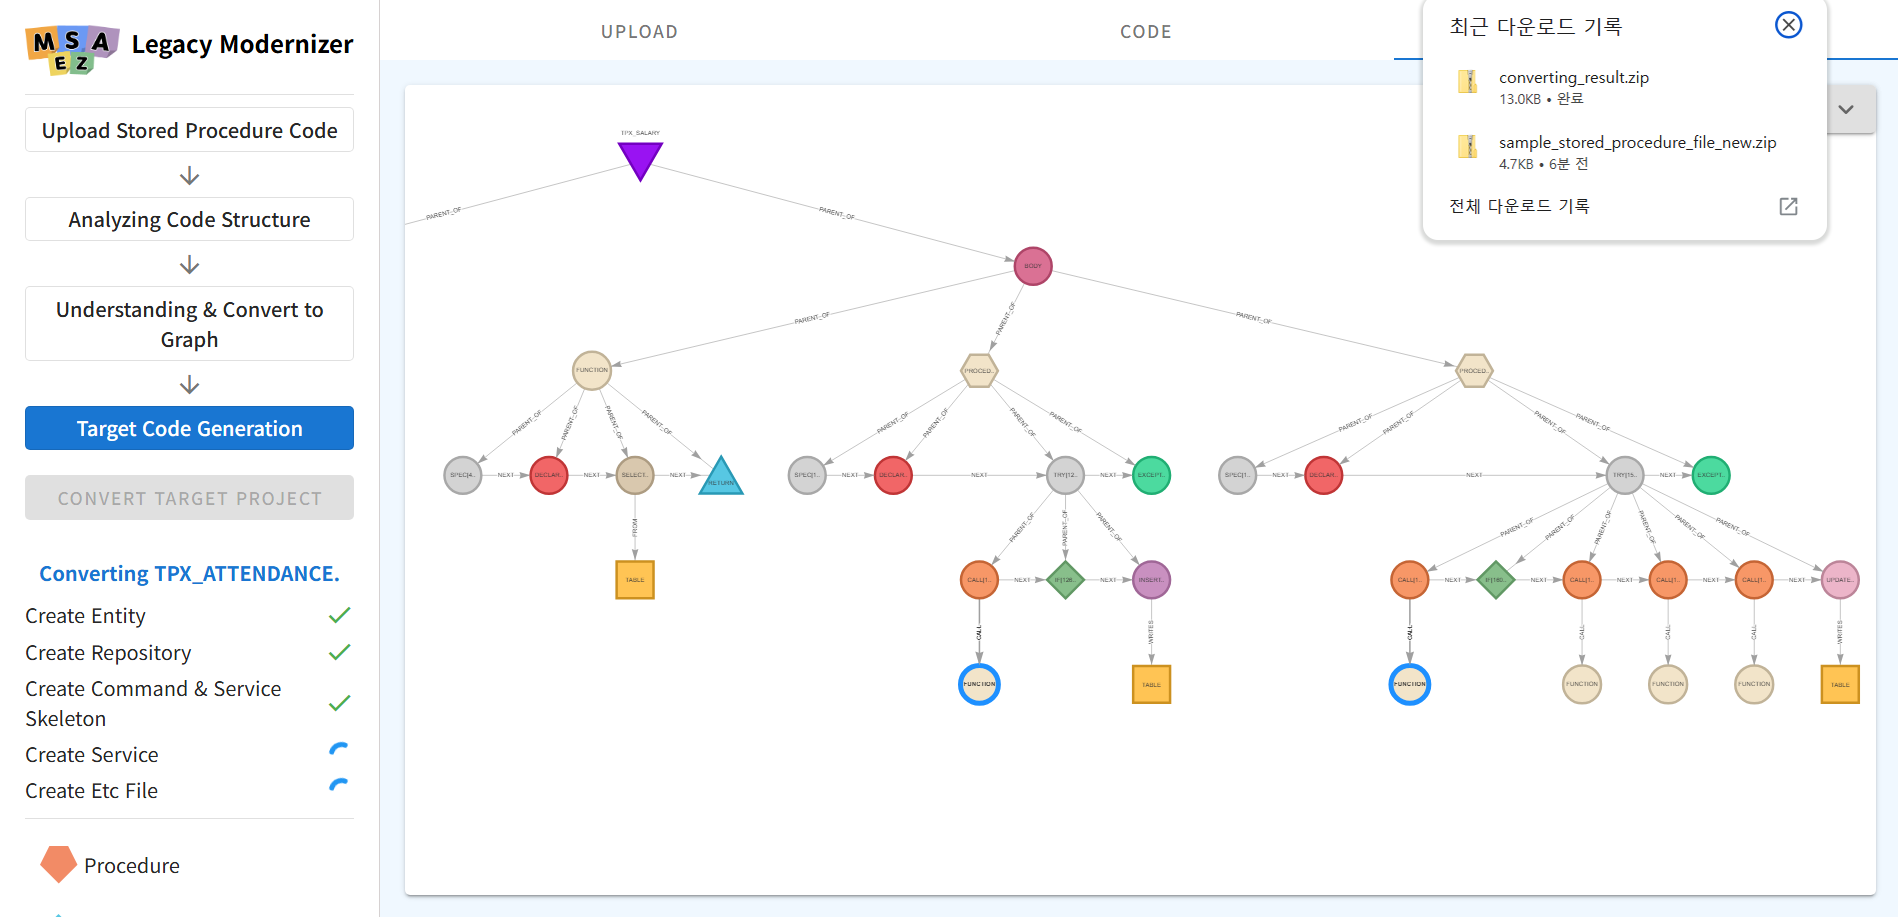 MSA
EZ
Legacy Modernizer
Upload Stored Procedure Code
Analyzing Code Structure
Understanding & Convert to
Graph
Target Code Generation
CONVERT TARGET PROJECT
Converting TPX_ATTENDANCE.
Create Entity
Create Repository
Create Command & Service
Skeleton
Create Service
Create Etc File
Procedure
UPLOAD
CODE
최근 다운로드 기록
converting_result.zip
13.0KB • 완료
sample_stored_procedure_file_new.zip
4.7KB • 6분 전
전체 다운로드 기록
TPX_SALARY
PARENT_OF
PARENT_OF
BODY
PARENT_OF
PARENT_OF
PARENT_OF
FUNCTION
PROCED..
PROCED..
PARENT_OF
PARENT_OF
PARENT_OF
PARENT_OF
PARENT_OF
PARENT_OF
PARENT_OF
PARENT_OF
PARENT_OF
PARENT_OF
PARENT_OF
PARENT_OF
SPEC[4..
NEXT
DECLAR..
NEXT
SELECT..
NEXT
RETURN
SPEC[1..
NEXT
DECLAR..
NEXT
TRY[12..
NEXT
EXCEPT..
SPEC[1..
NEXT
DECLAR..
NEXT
TRY[15..
NEXT
EXCEPT..
FROM
PARENT_OF
PARENT_OF
PARENT_OF
PARENT_OF
PARENT_OF
PARENT_OF
PARENT_OF
PARENT_OF
PARENT_OF
TABLE
CALL[1..
NEXT
IF[126..
NEXT
INSERT..
CALL[1..
NEXT
IF[160..
NEXT
CALL[1..
NEXT
CALL[1..
NEXT
CALL[1..
NEXT
UPDATE..
CALL
WRITES
CALL
CALL
CALL
CALL
WRITES
FUNCTION
TABLE
FUNCTION
FUNCTION
FUNCTION
FUNCTION
TABLE